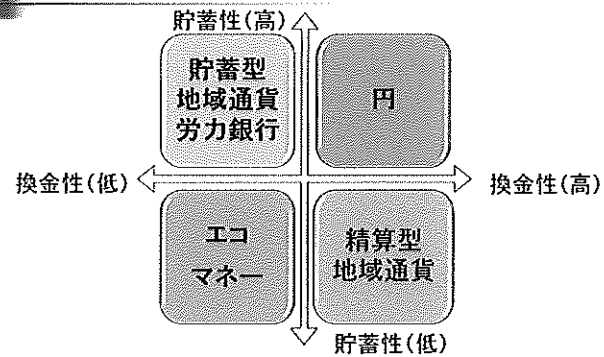 貯蓄性(高)
貯蓄型
地域通貨
労力銀行
円
換金性(低)
換金性(高)
エコ
マネー
精算型
地域通貨
貯蓄性(低)